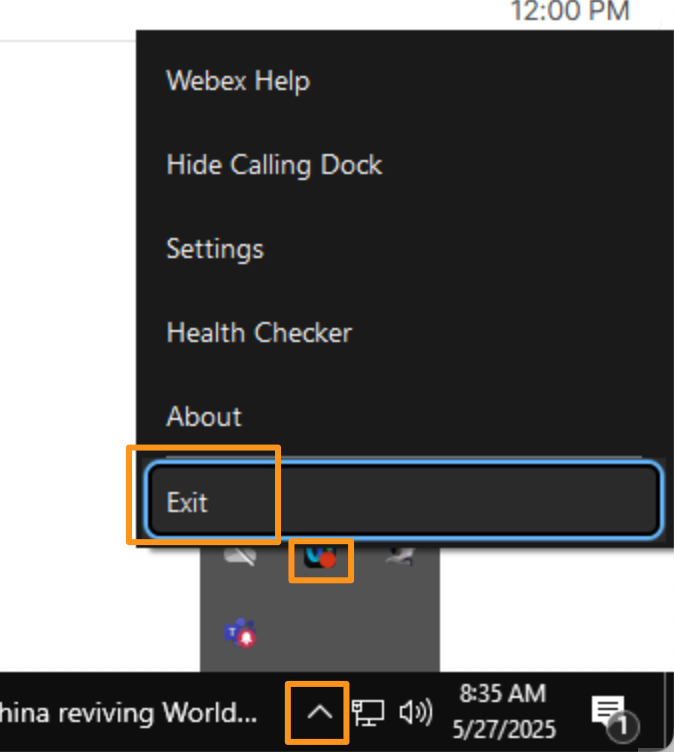 12:00 PM
Webex Help
Hide Calling Dock
Settings
Health Checker
About
Exit
T
hina reviving World...
8:35 AM
5/27/2025
1